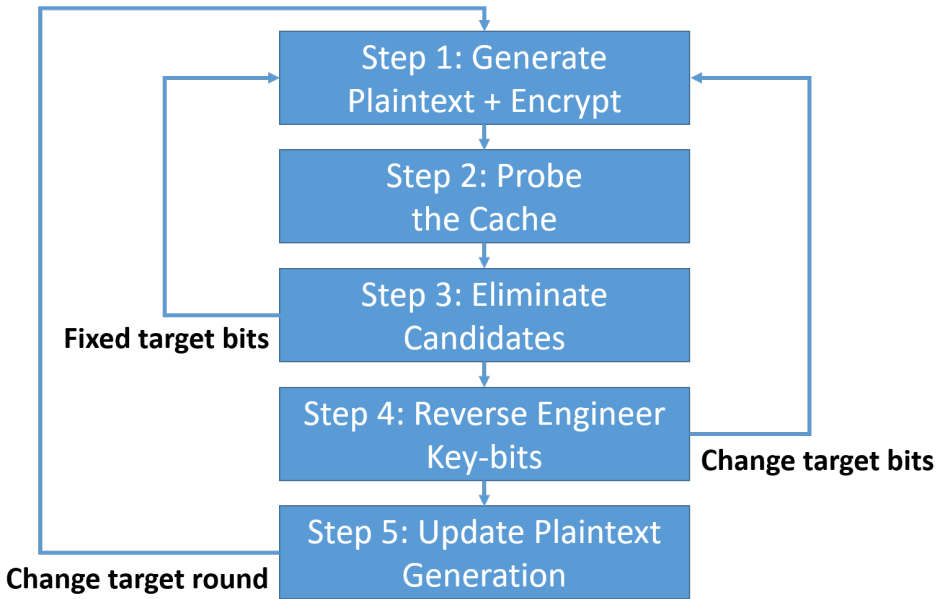 Step 1: Generate
Plaintext + Encrypt
Step 2: Probe
the Cache
Step 3: Eliminate
Candidates
Fixed target bits
Step 4: Reverse Engineer
Key-bits
Change target bits
Step 5: Update Plaintext
Generation
Change target round